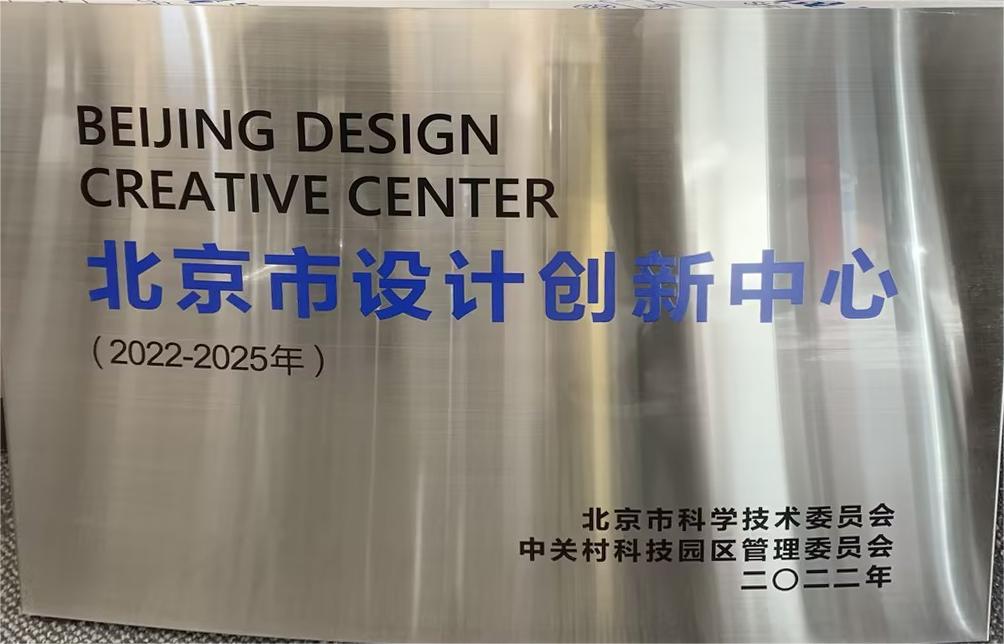 BEIJING DESIGN
CREATIVE CENTER
北京市设计创新中心
（2022-2025年）
北京市科学技术委员会
中关村科技园区管理委员会
二〇二二年